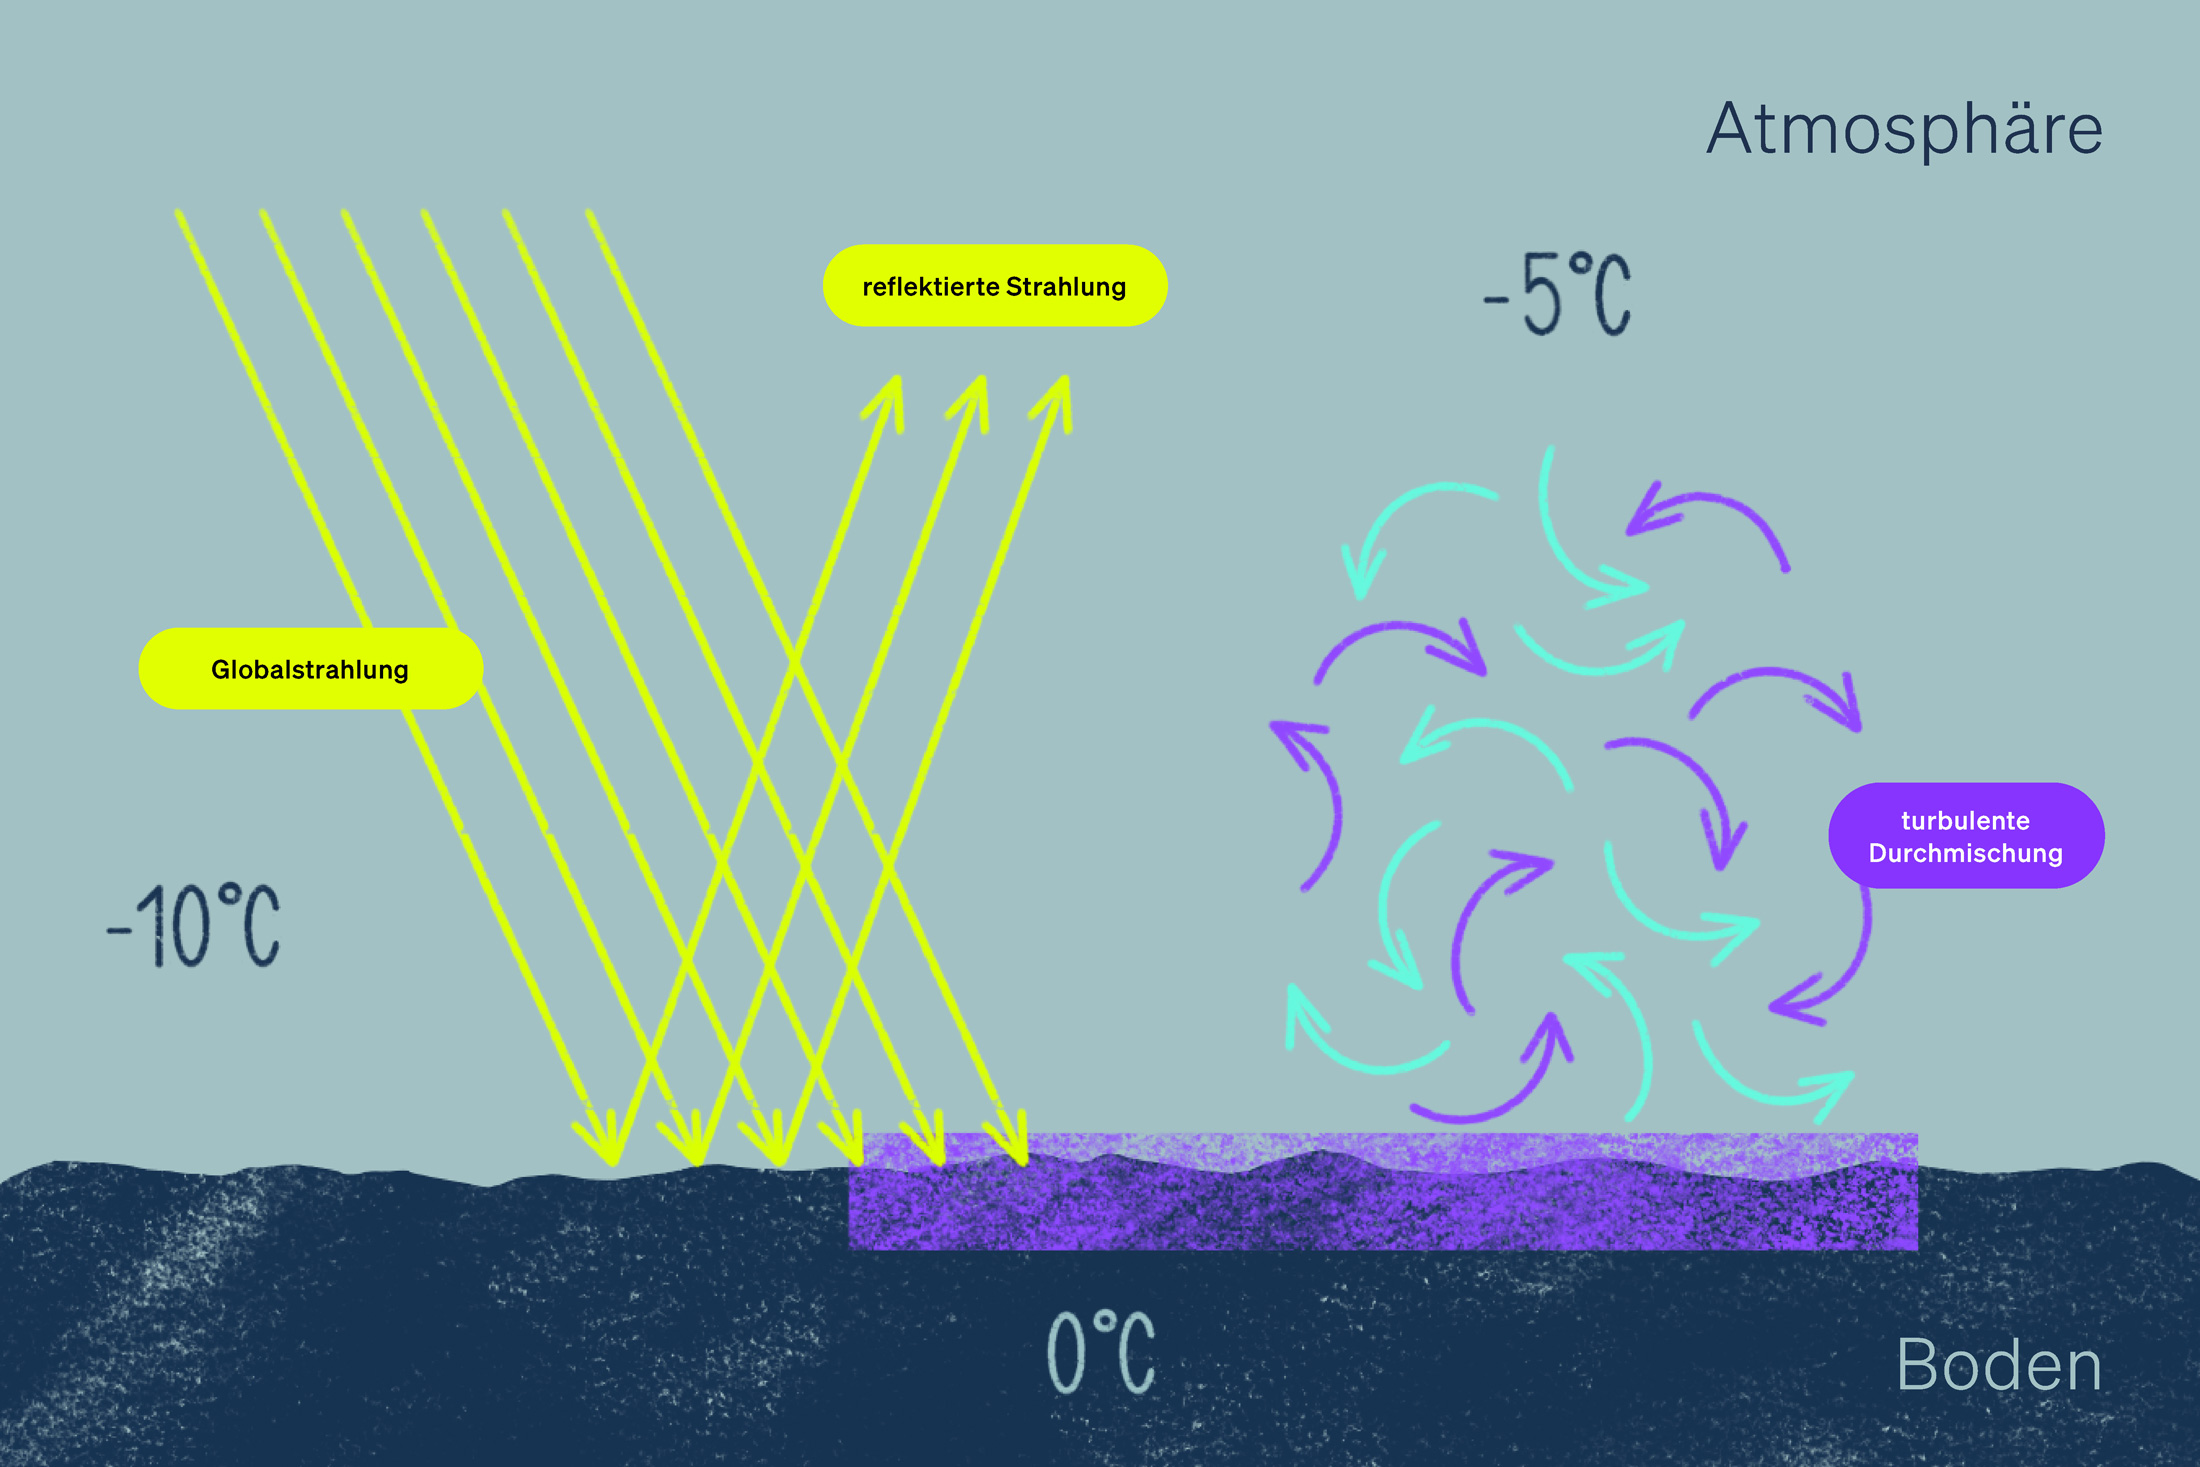 Atmosphäre
reflektierte Strahlung
-5°C
Globalstrahlung
turbulente
Durchmischung
-10°C
0°C
Boden